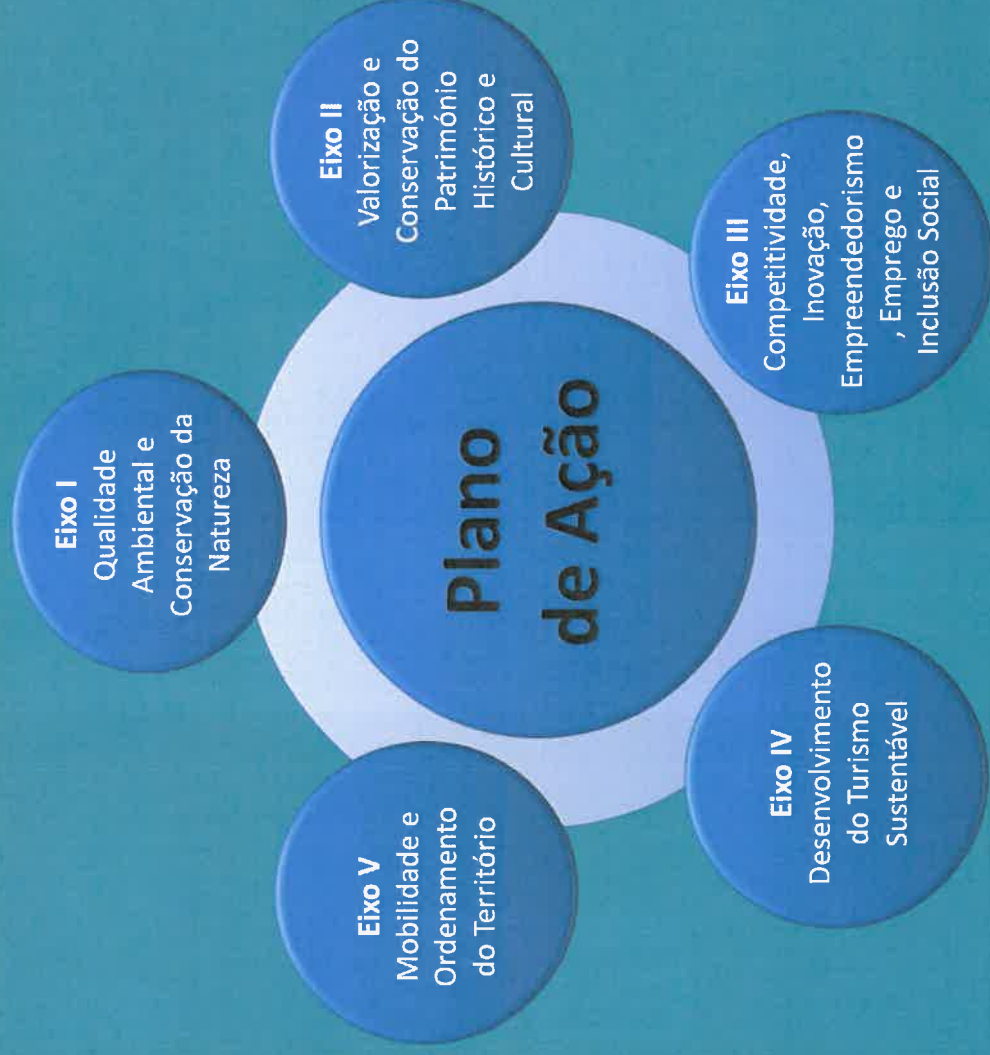 Plano
de Ação
Eixo I
Qualidade
Ambiental e
Conservação da
Natureza
Eixo II
Valorização e
Conservação do
Património
Histórico e
Cultural
Eixo III
Competitividade,
Inovação,
Empreendedorismo
, Emprego e
Inclusão Social
Eixo IV
Desenvolvimento
do Turismo
Sustentável
Eixo V
Mobilidade e
Ordenamento
do Território